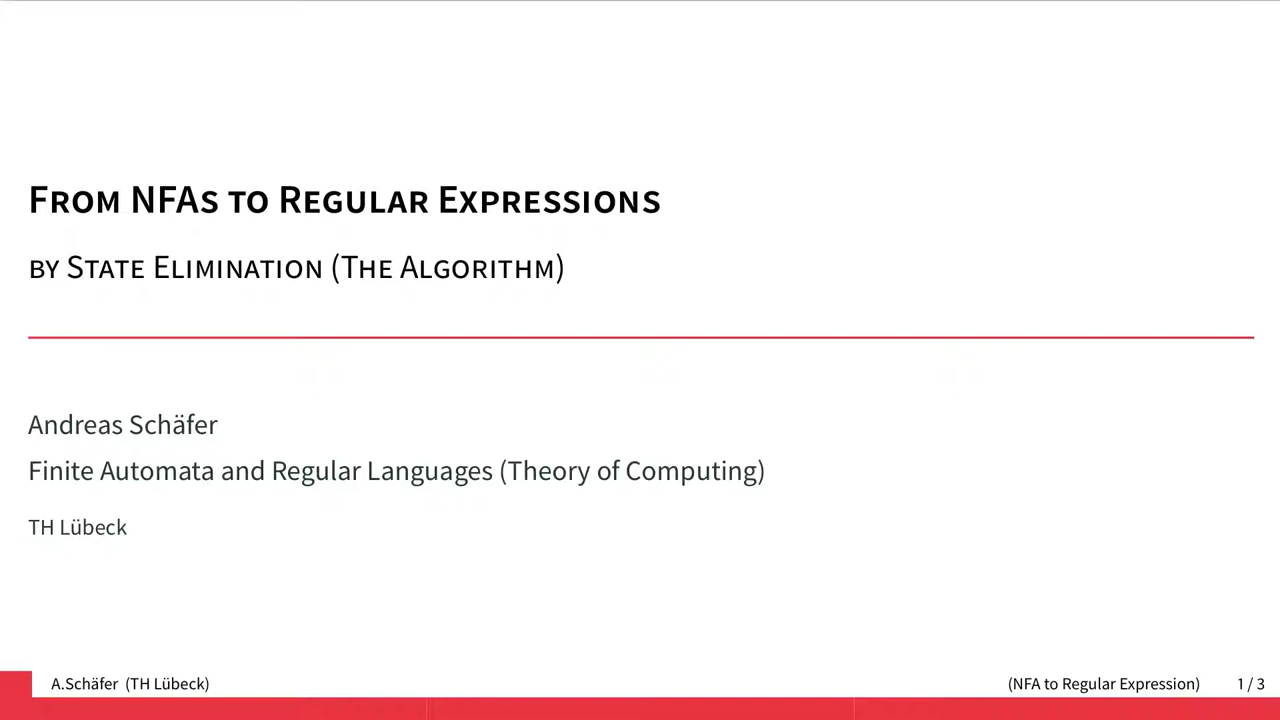 From NFAs to Regular Expressions
by State Elimination (The Algorithm)
Andreas Schäfer
Finite Automata and Regular Languages (Theory of Computing)
TH Lübeck
A.Schäfer (TH Lübeck)
(NFA to Regular Expression)
1 / 3